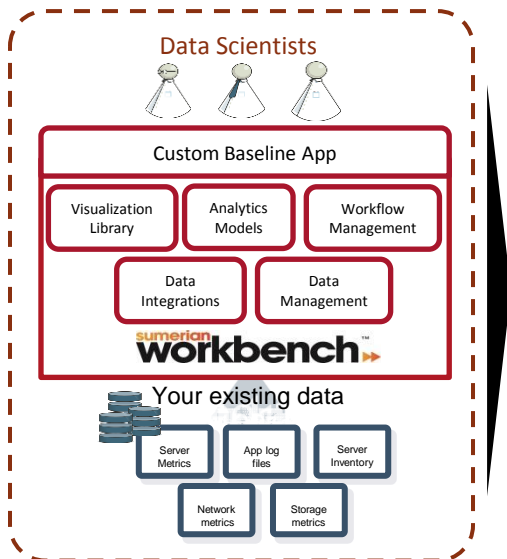 Data Scientists
Custom Baseline App
Visualization
Library
Analytics
Models
Workflow
Management
Data
Integrations
Data
Management
sumerian
workbench™
Your existing data
Server
Metrics
App log
files
Server
Inventory
Network
metrics
Storage
metrics